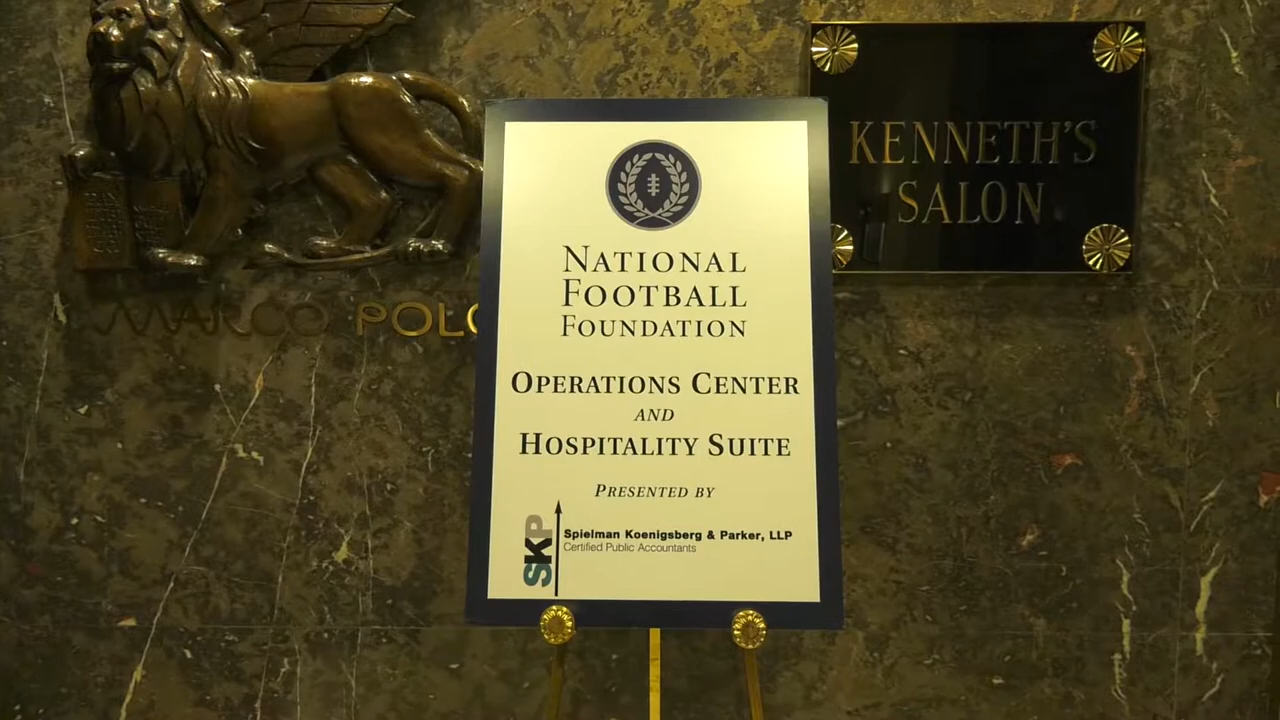 MARCO POLO
KENNETH'S
SALON
NATIONAL
FOOTBALL
FOUNDATION
OPERATIONS CENTER
AND
HOSPITALITY SUITE
PRESENTED BY
SKP
Spielman Koenigsberg & Parker, LLP
Certified Public Accountants